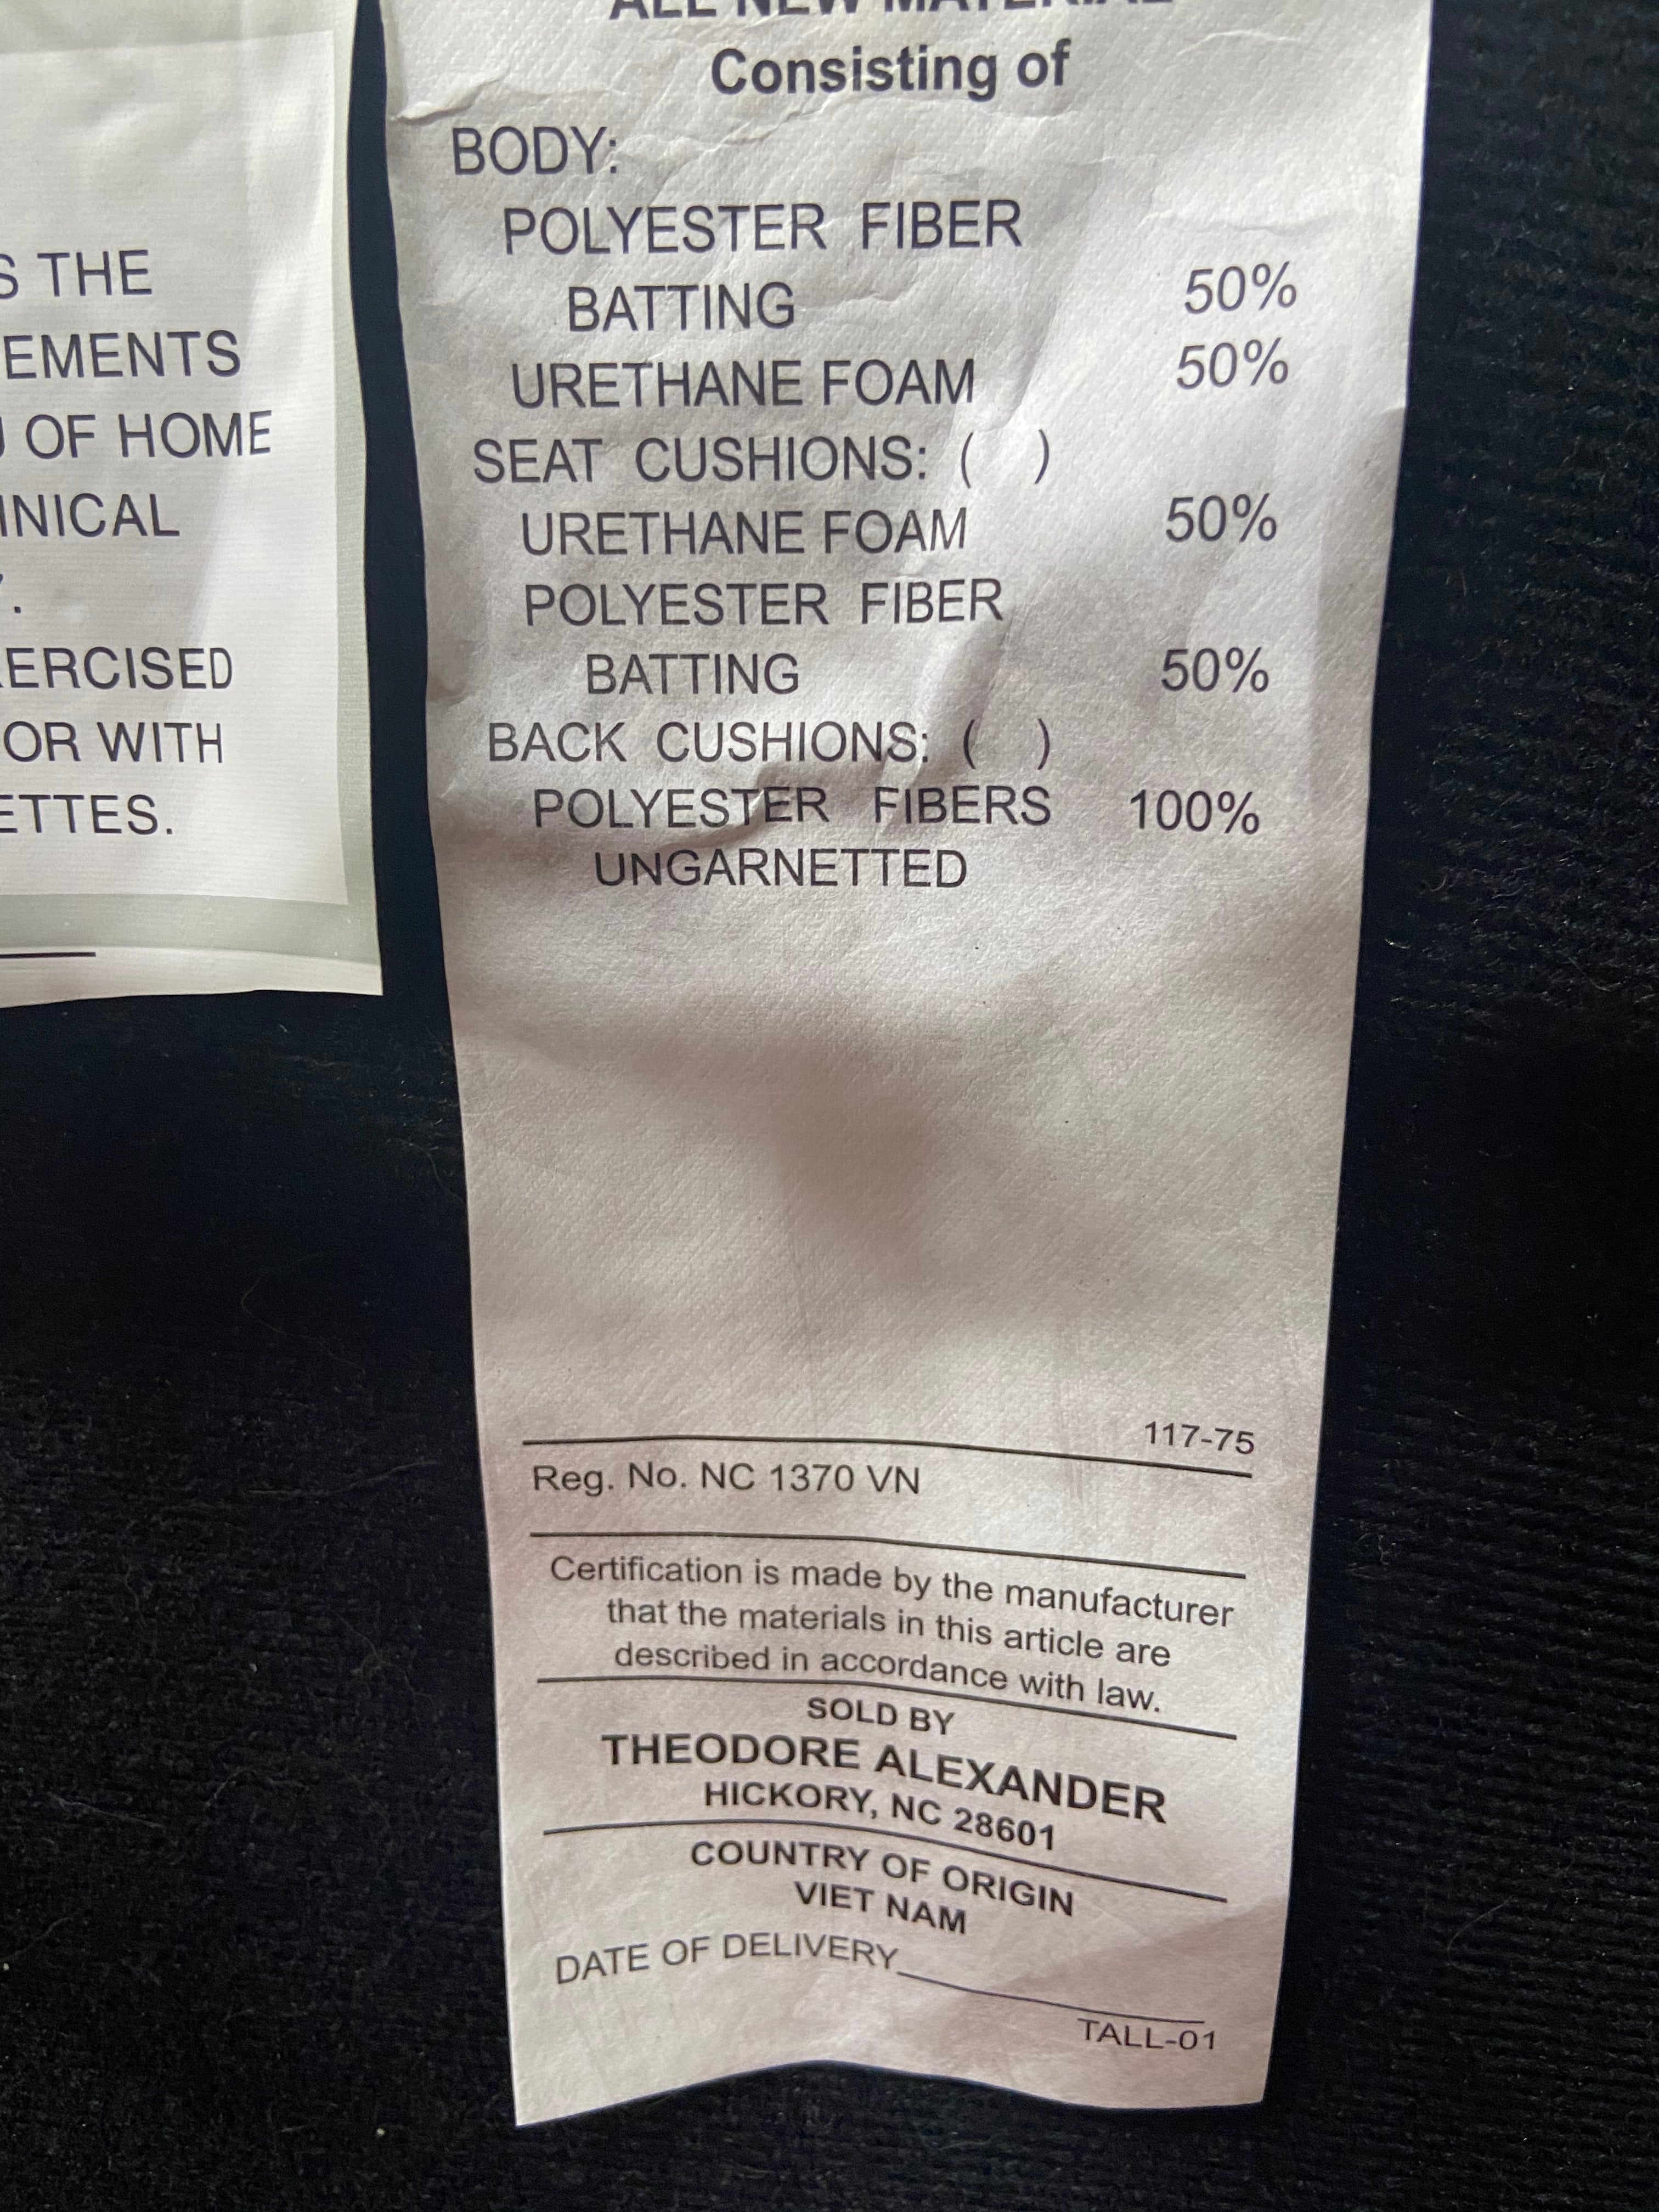 S THE
EMENTS
OF HOME
INICAL
ERCISED
OR WITH
ETTES.
ALL NEW MATERIAL
Consisting of
BODY:
POLYESTER FIBER
BATTING 50%
URETHANE FOAM 50%
SEAT CUSHIONS: ( )
URETHANE FOAM 50%
POLYESTER FIBER
BATTING 50%
BACK CUSHIONS: ( )
POLYESTER FIBERS 100%
UNGARNETTED
117-75
Reg. No. NC 1370 VN
Certification is made by the manufacturer
that the materials in this article are
described in accordance with law.
SOLD BY
THEODORE ALEXANDER
HICKORY, NC 28601
COUNTRY OF ORIGIN
VIET NAM
DATE OF DELIVERY
TALL-01